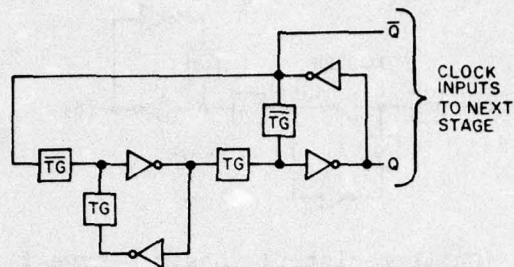 Q̅
CLOCK
INPUTS
TO NEXT
STAGE
T̅G̅
T̅G̅
TG
Q
TG